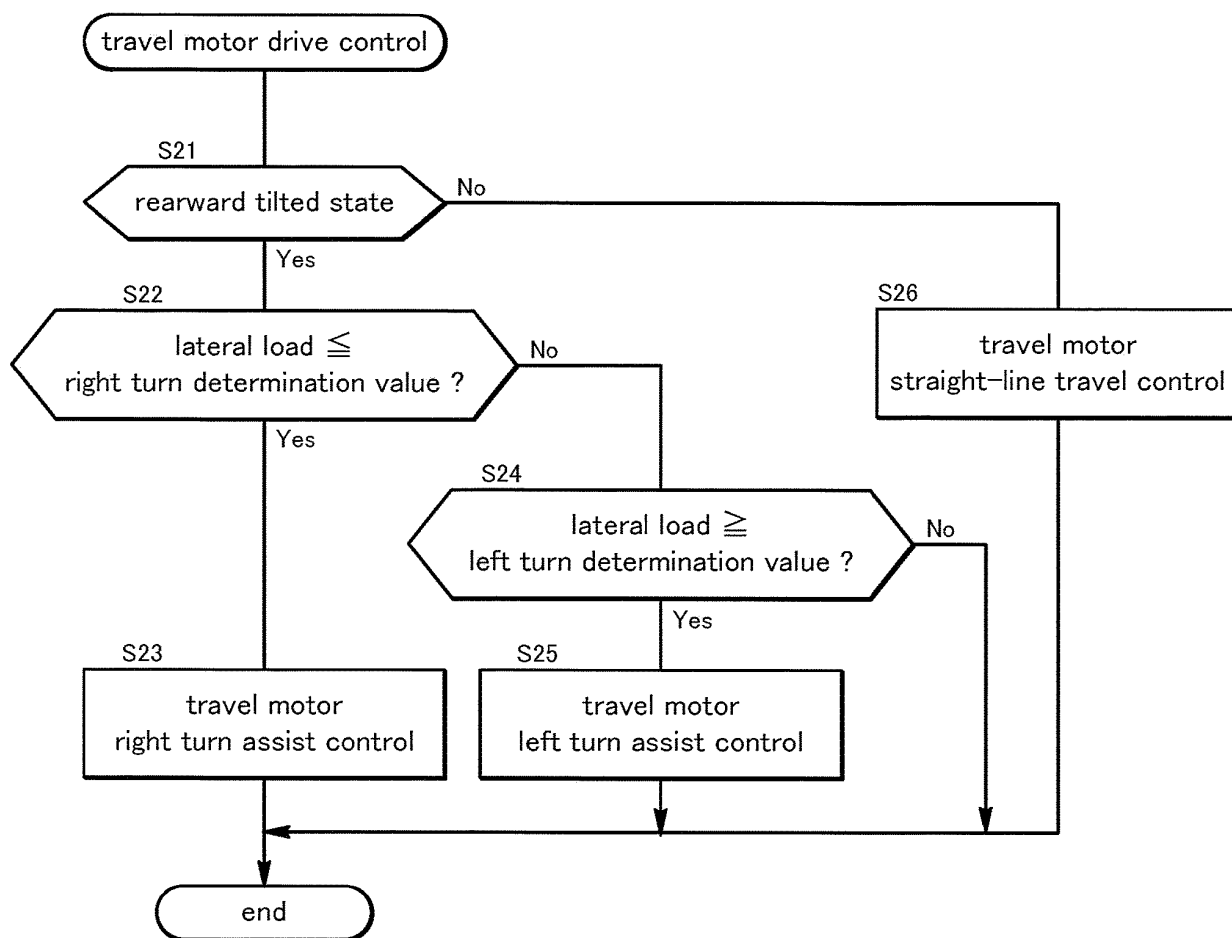 travel motor drive control
S21
rearward tilted state
No
Yes
S22
lateral load ≦
right turn determination value ?
No
Yes
S26
travel motor
straight-line travel control
S24
lateral load ≧
left turn determination value ?
No
Yes
S23
travel motor
right turn assist control
S25
travel motor
left turn assist control
end